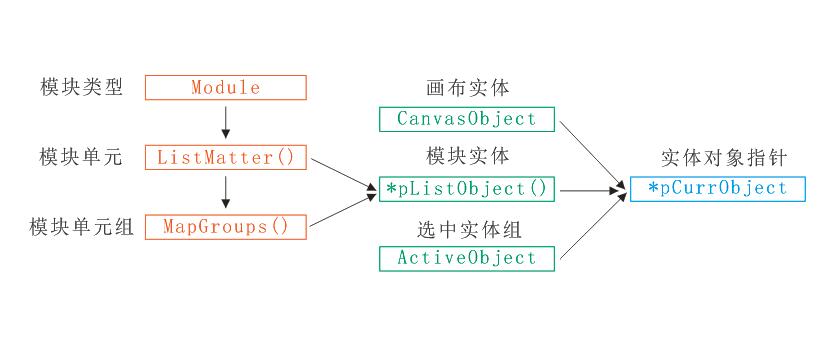 模块类型
Module
模块单元
ListMatter()
模块单元组
MapGroups()
画布实体
CanvasObject
模块实体
*pListObject()
选中实体组
ActiveObject
实体对象指针
*pCurrObject